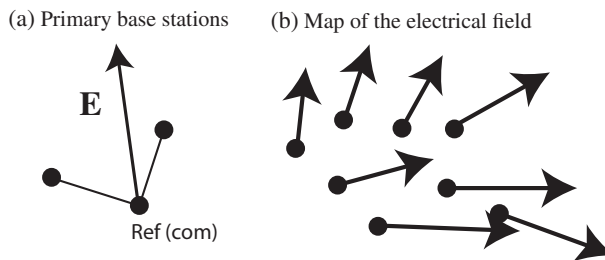 (a) Primary base stations
(b) Map of the electrical field
E
Ref (com)